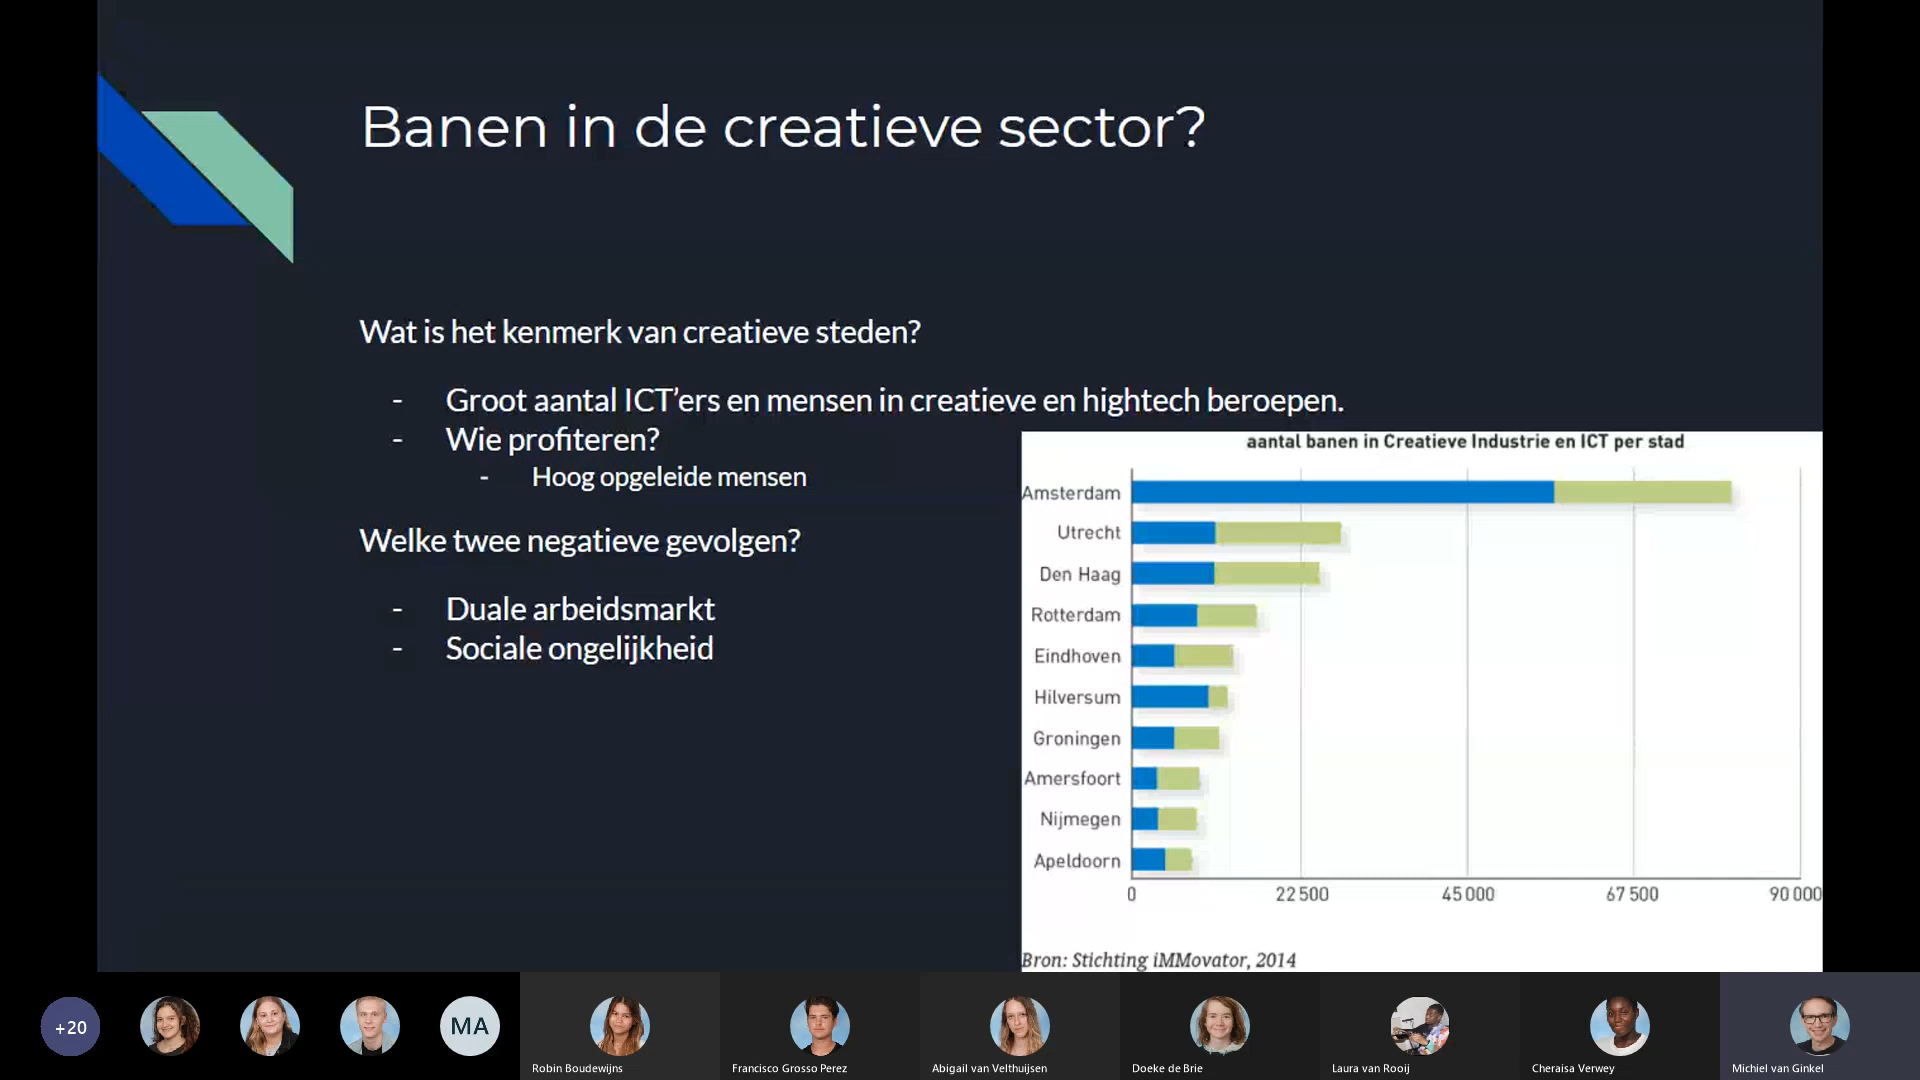 Banen in de creatieve sector?
Wat is het kenmerk van creatieve steden?
- Groot aantal ICT’ers en mensen in creatieve en hightech beroepen.
- Wie profiteren?
- Hoog opgeleide mensen
Welke twee negatieve gevolgen?
- Duale arbeidsmarkt
- Sociale ongelijkheid
aantal banen in Creatieve Industrie en ICT per stad
Amsterdam
Utrecht
Den Haag
Rotterdam
Eindhoven
Hilversum
Groningen
Amersfoort
Nijmegen
Apeldoorn
0 22 500 45 000 67 500 90 000
Bron: Stichting iMMovator, 2014
+20 MA
Robin Boudewijns Francisco Grosso Perez Abigail van Velthuijsen Doeke de Brie Laura van Rooij Cheraisa Verwey Michiel van Ginkel